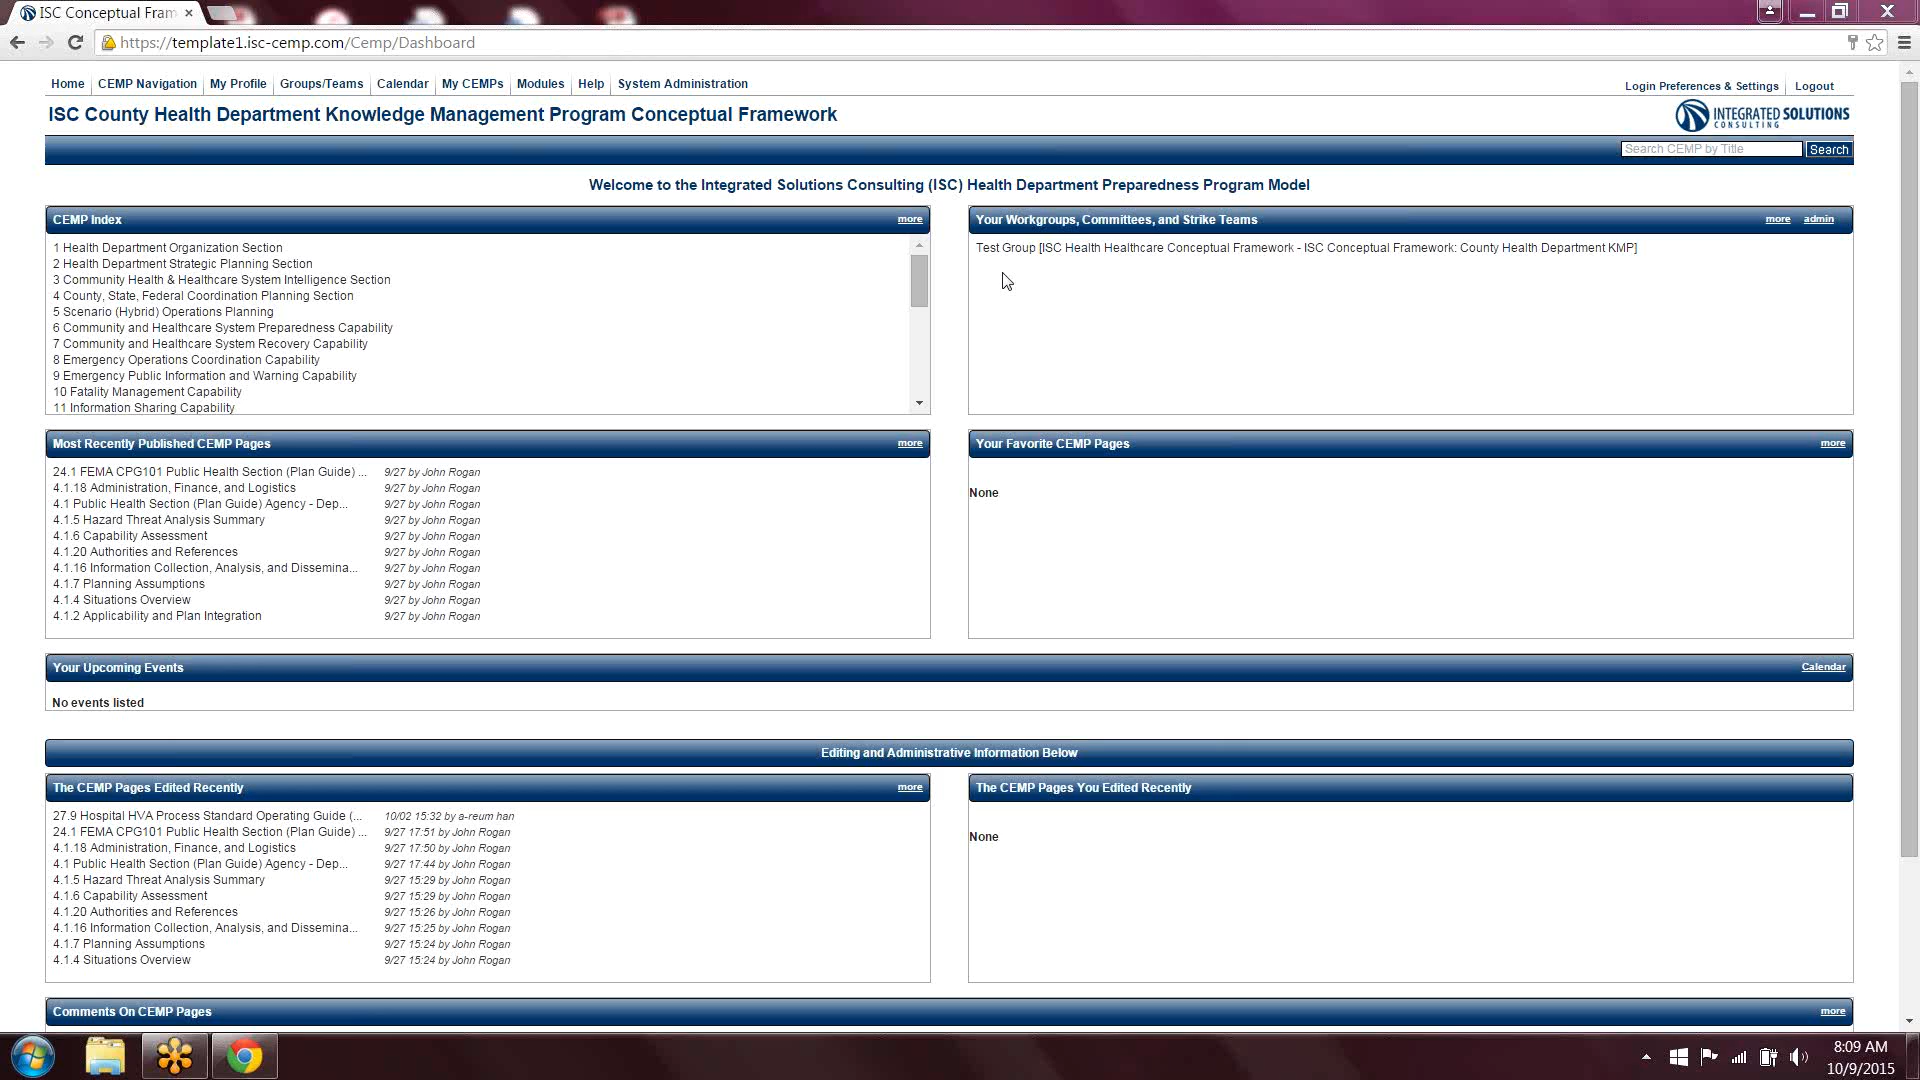 ISC Conceptual Fram
https://template1.isc-cemp.com/Cemp/Dashboard
Home CEMP Navigation My Profile Groups/Teams Calendar My CEMPs Modules Help System Administration
Login Preferences & Settings Logout
ISC County Health Department Knowledge Management Program Conceptual Framework
INTEGRATED SOLUTIONS
CONSULTING
Search CEMP by Title Search
Welcome to the Integrated Solutions Consulting (ISC) Health Department Preparedness Program Model
CEMP Index more
1 Health Department Organization Section
2 Health Department Strategic Planning Section
3 Community Health & Healthcare System Intelligence Section
4 County, State, Federal Coordination Planning Section
5 Scenario (Hybrid) Operations Planning
6 Community and Healthcare System Preparedness Capability
7 Community and Healthcare System Recovery Capability
8 Emergency Operations Coordination Capability
9 Emergency Public Information and Warning Capability
10 Fatality Management Capability
11 Information Sharing Capability
Your Workgroups, Committees, and Strike Teams more admin
Test Group [ISC Health Healthcare Conceptual Framework - ISC Conceptual Framework: County Health Department KMP]
Most Recently Published CEMP Pages more
24.1 FEMA CPG101 Public Health Section (Plan Guide) ... 9/27 by John Rogan
4.1.18 Administration, Finance, and Logistics 9/27 by John Rogan
4.1 Public Health Section (Plan Guide) Agency - Dep... 9/27 by John Rogan
4.1.5 Hazard Threat Analysis Summary 9/27 by John Rogan
4.1.6 Capability Assessment 9/27 by John Rogan
4.1.20 Authorities and References 9/27 by John Rogan
4.1.16 Information Collection, Analysis, and Dissemina... 9/27 by John Rogan
4.1.7 Planning Assumptions 9/27 by John Rogan
4.1.4 Situations Overview 9/27 by John Rogan
4.1.2 Applicability and Plan Integration 9/27 by John Rogan
Your Favorite CEMP Pages more
None
Your Upcoming Events Calendar
No events listed
Editing and Administrative Information Below
The CEMP Pages Edited Recently more
27.9 Hospital HVA Process Standard Operating Guide (... 10/02 15:32 by a-reum han
24.1 FEMA CPG101 Public Health Section (Plan Guide) ... 9/27 17:51 by John Rogan
4.1.18 Administration, Finance, and Logistics 9/27 17:50 by John Rogan
4.1 Public Health Section (Plan Guide) Agency - Dep... 9/27 17:44 by John Rogan
4.1.5 Hazard Threat Analysis Summary 9/27 15:29 by John Rogan
4.1.6 Capability Assessment 9/27 15:29 by John Rogan
4.1.20 Authorities and References 9/27 15:26 by John Rogan
4.1.16 Information Collection, Analysis, and Dissemina... 9/27 15:25 by John Rogan
4.1.7 Planning Assumptions 9/27 15:24 by John Rogan
4.1.4 Situations Overview 9/27 15:24 by John Rogan
The CEMP Pages You Edited Recently
None
Comments On CEMP Pages more
8:09 AM
10/9/2015